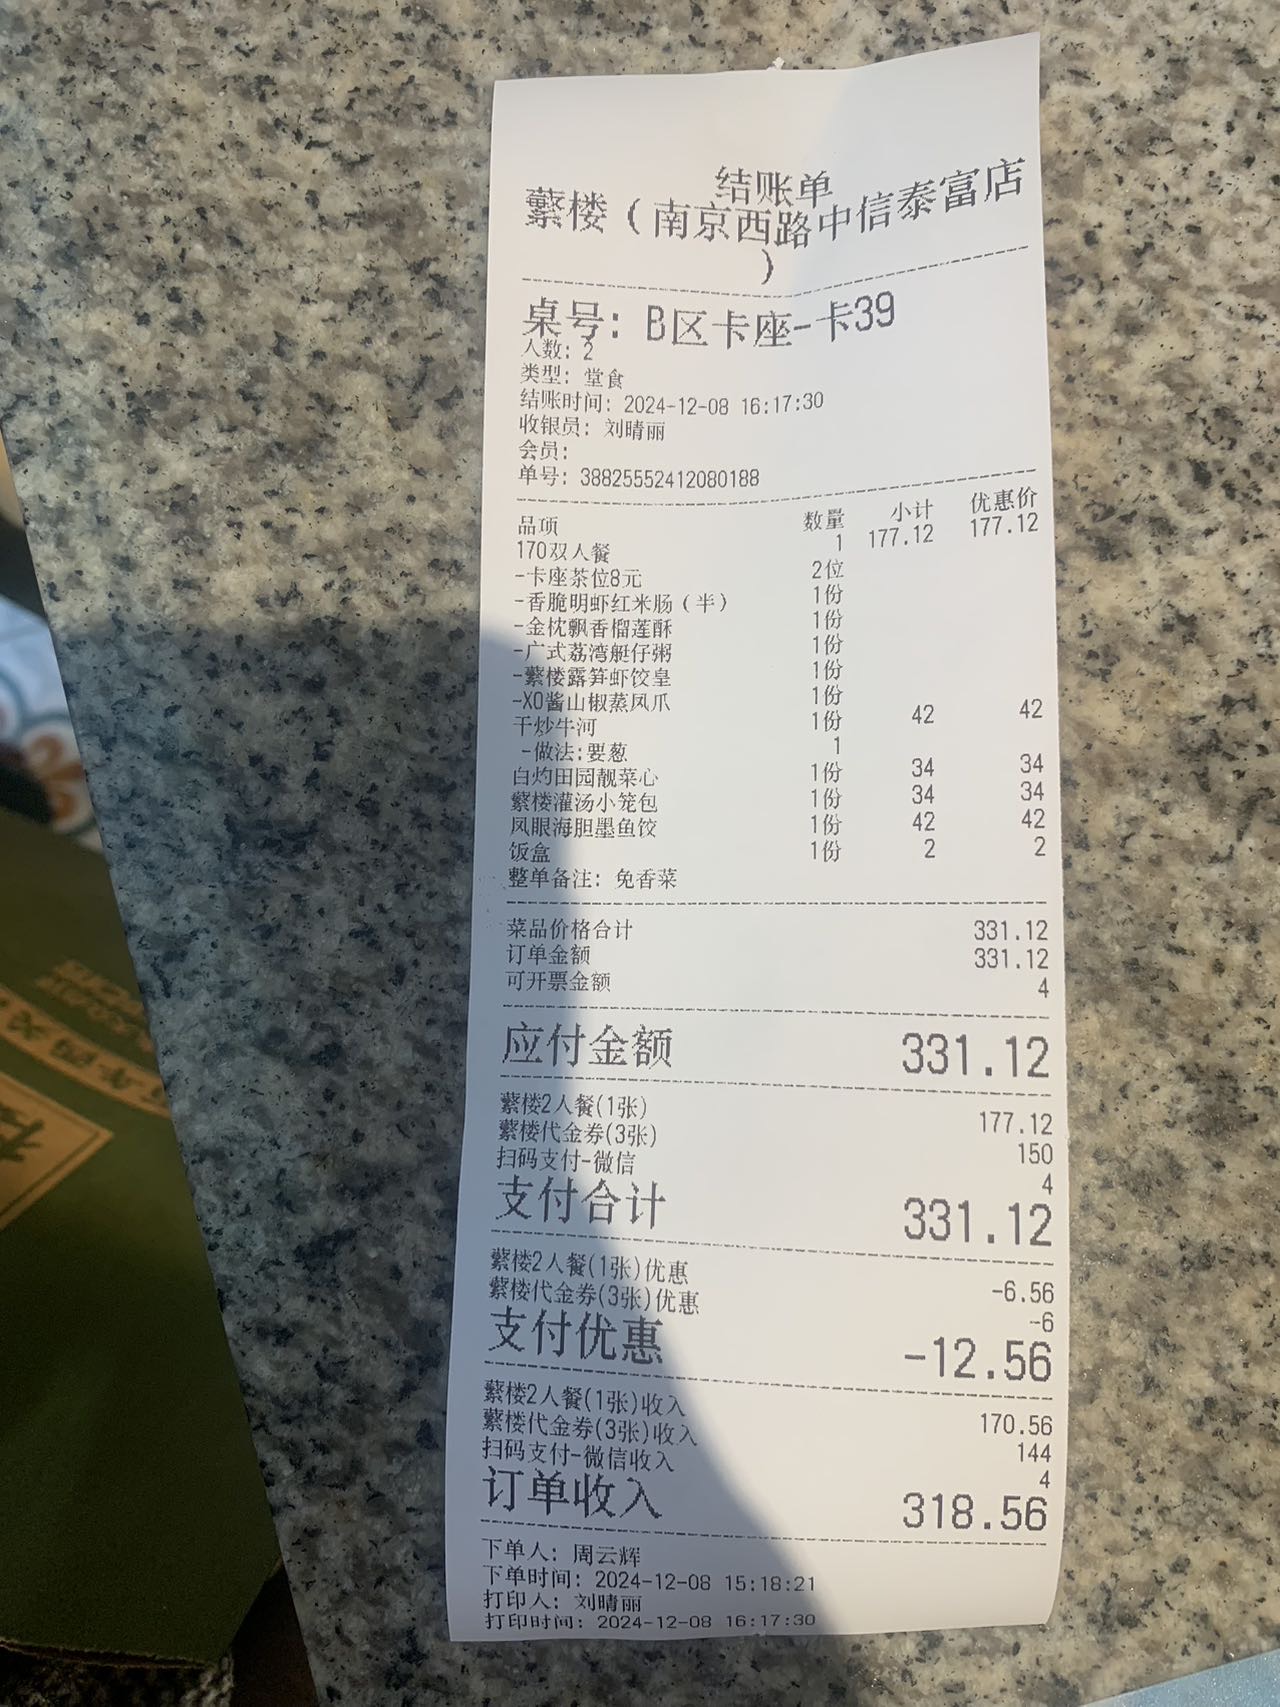 结账单
蘩楼（南京西路中信泰富店
）
桌号：B区卡座-卡39
人数：2
类型：堂食
结账时间：2024-12-08 16:17:30
收银员：刘晴丽
会员：
单号：38825552412080188
品项 数量 小计 优惠价
170双人餐 1 177.12 177.12
-卡座茶位8元 2位
-香脆明虾红米肠（半） 1份
-金枕飘香榴莲酥 1份
-广式荔湾艇仔粥 1份
-蘩楼露笋虾饺皇 1份
-XO酱山椒蒸凤爪 1份
干炒牛河 1份 42 42
-做法:要葱 1
白灼田园靓菜心 1份 34 34
蘩楼灌汤小笼包 1份 34 34
凤眼海胆墨鱼饺 1份 42 42
饭盒 1份 2 2
整单备注：免香菜
菜品价格合计 331.12
订单金额 331.12
可开票金额 4
应付金额 331.12
蘩楼2人餐(1张) 177.12
蘩楼代金券(3张) 150
扫码支付-微信 4
支付合计 331.12
蘩楼2人餐(1张)优惠 -6.56
蘩楼代金券(3张)优惠 -6
支付优惠 -12.56
蘩楼2人餐(1张)收入 170.56
蘩楼代金券(3张)收入 144
扫码支付-微信收入 4
订单收入 318.56
下单人：周云辉
下单时间：2024-12-08 15:18:21
打印人：刘晴丽
打印时间：2024-12-08 16:17:30